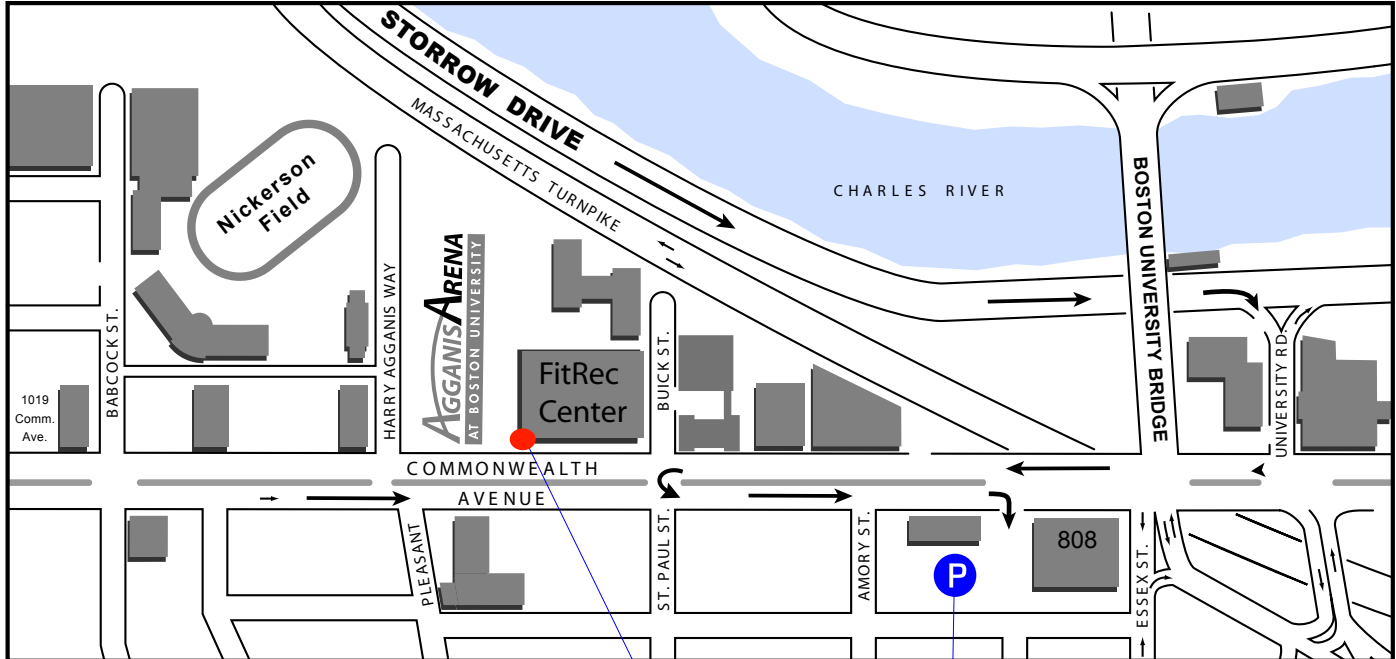 STORROW DRIVE
MASSACHUSETTS TURNPIKE
CHARLES RIVER
BOSTON UNIVERSITY BRIDGE
Nickerson
Field
BABCOCK ST.
HARRY AGGANIS WAY
AGGANIS ARENA
AT BOSTON UNIVERSITY
FitRec
Center
BUICK ST.
UNIVERSITY RD.
1019
Comm.
Ave.
COMMONWEALTH
AVENUE
PLEASANT
ST. PAUL ST.
AMORY ST.
P
808
ESSEX ST.